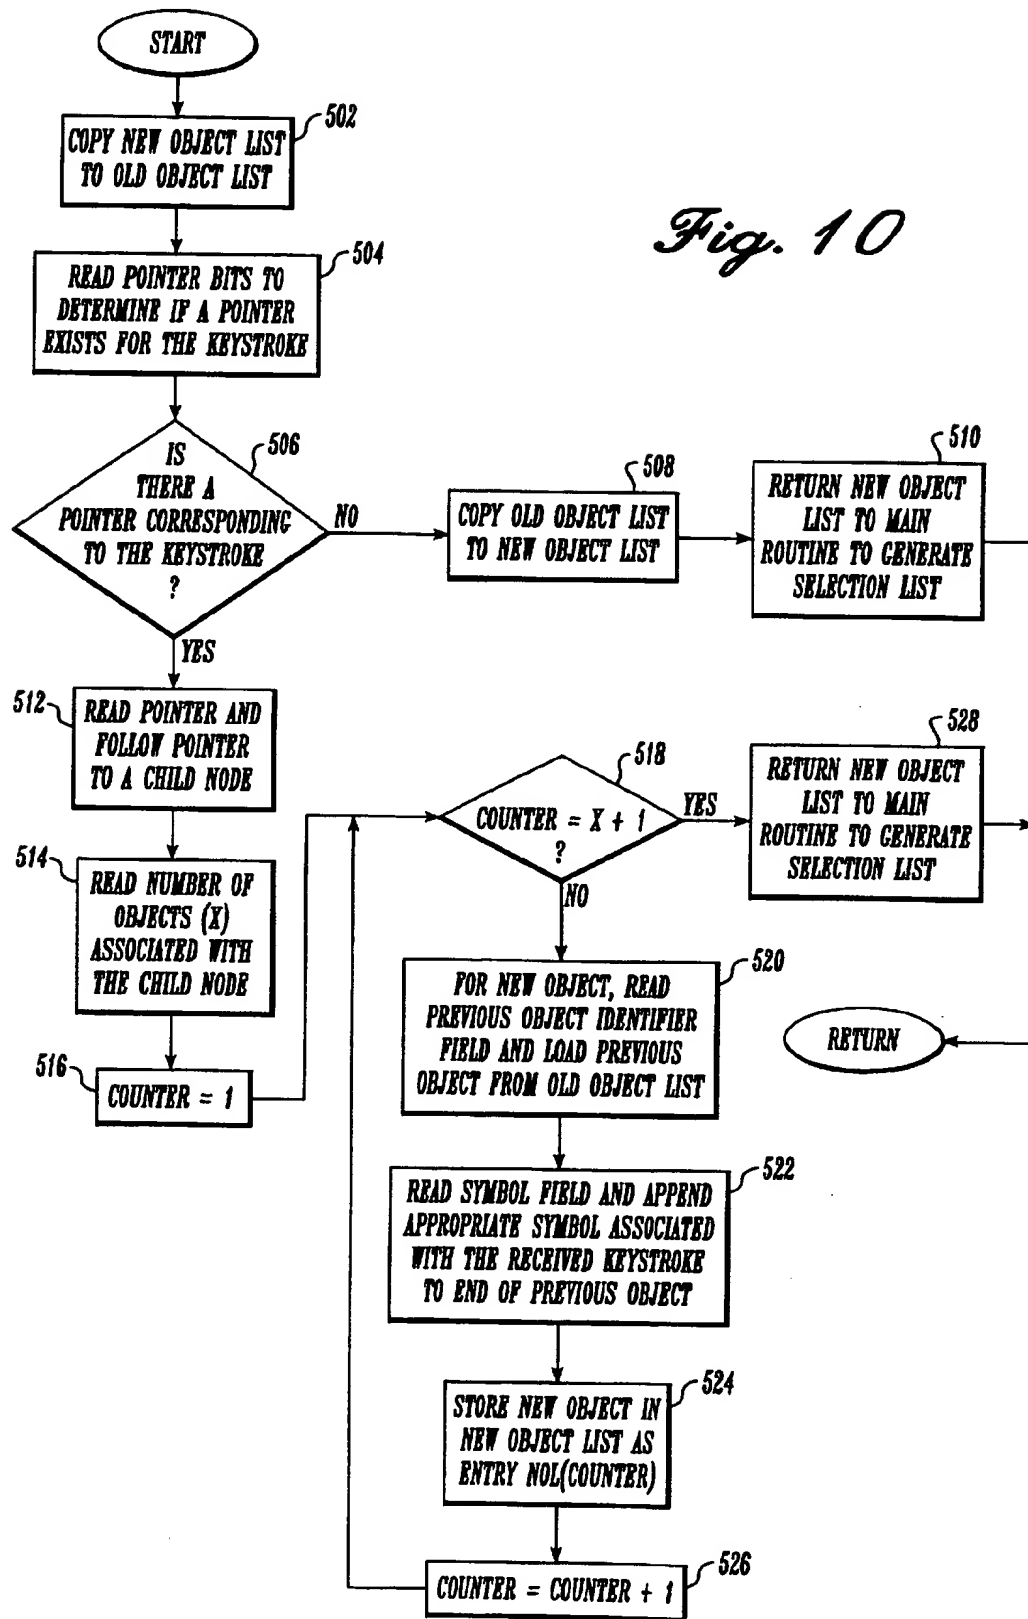 START
502
COPY NEW OBJECT LIST
TO OLD OBJECT LIST
Fig. 10
504
READ POINTER BITS TO
DETERMINE IF A POINTER
EXISTS FOR THE KEYSTROKE
506
IS
THERE A
POINTER CORRESPONDING
TO THE KEYSTROKE
?
NO
508
COPY OLD OBJECT LIST
TO NEW OBJECT LIST
510
RETURN NEW OBJECT
LIST TO MAIN
ROUTINE TO GENERATE
SELECTION LIST
YES
512
READ POINTER AND
FOLLOW POINTER
TO A CHILD NODE
514
READ NUMBER OF
OBJECTS (X)
ASSOCIATED WITH
THE CHILD NODE
516
COUNTER = 1
518
COUNTER = X + 1
?
YES
528
RETURN NEW OBJECT
LIST TO MAIN
ROUTINE TO GENERATE
SELECTION LIST
NO
520
FOR NEW OBJECT, READ
PREVIOUS OBJECT IDENTIFIER
FIELD AND LOAD PREVIOUS
OBJECT FROM OLD OBJECT LIST
RETURN
522
READ SYMBOL FIELD AND APPEND
APPROPRIATE SYMBOL ASSOCIATED
WITH THE RECEIVED KEYSTROKE
TO END OF PREVIOUS OBJECT
524
STORE NEW OBJECT IN
NEW OBJECT LIST AS
ENTRY NOL(COUNTER)
526
COUNTER = COUNTER + 1